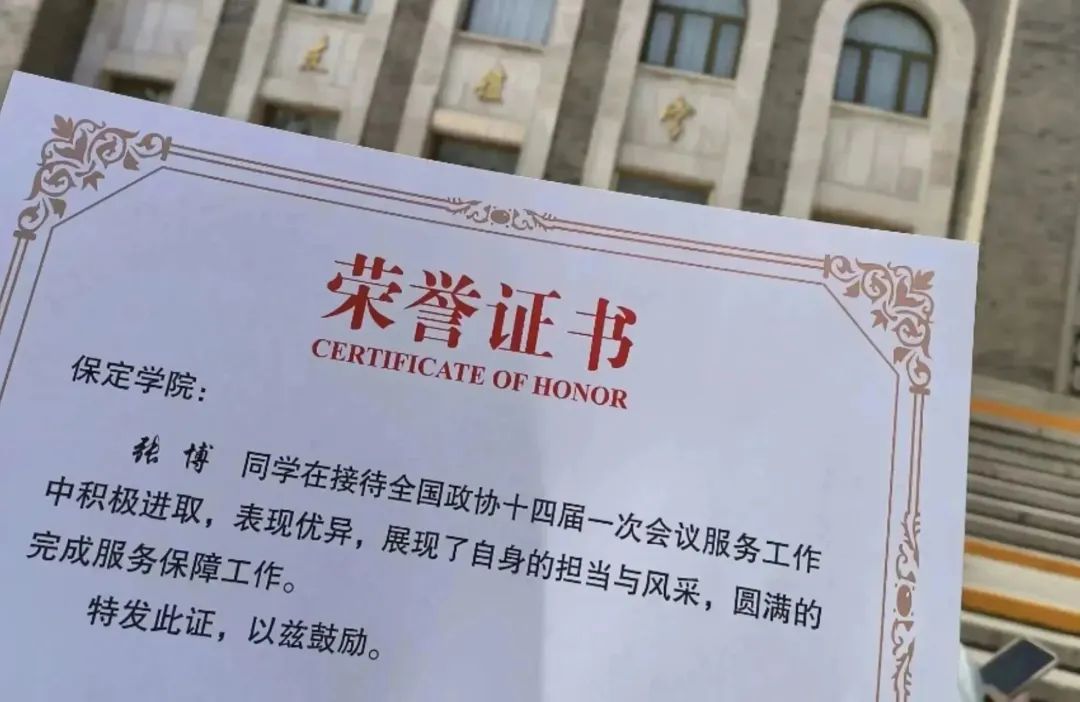 荣誉证书
CERTIFICATE OF HONOR
保定学院：
张博 同学在接待全国政协十四届一次会议服务工作
中积极进取，表现优异，展现了自身的担当与风采，圆满的
完成服务保障工作。
特发此证，以兹鼓励。